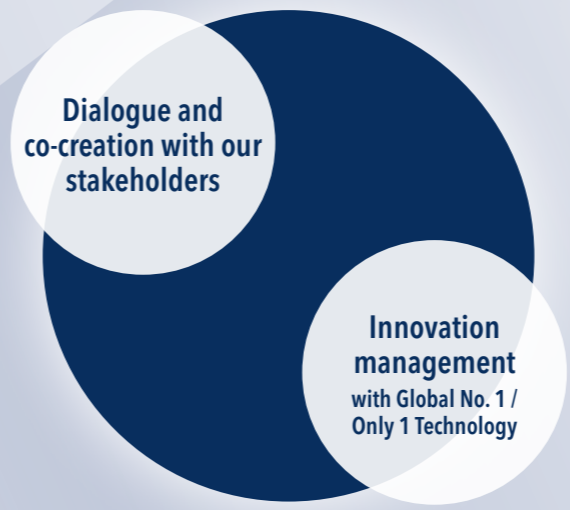 Dialogue and
co-creation with our
stakeholders
Innovation
management
with Global No. 1 /
Only 1 Technology